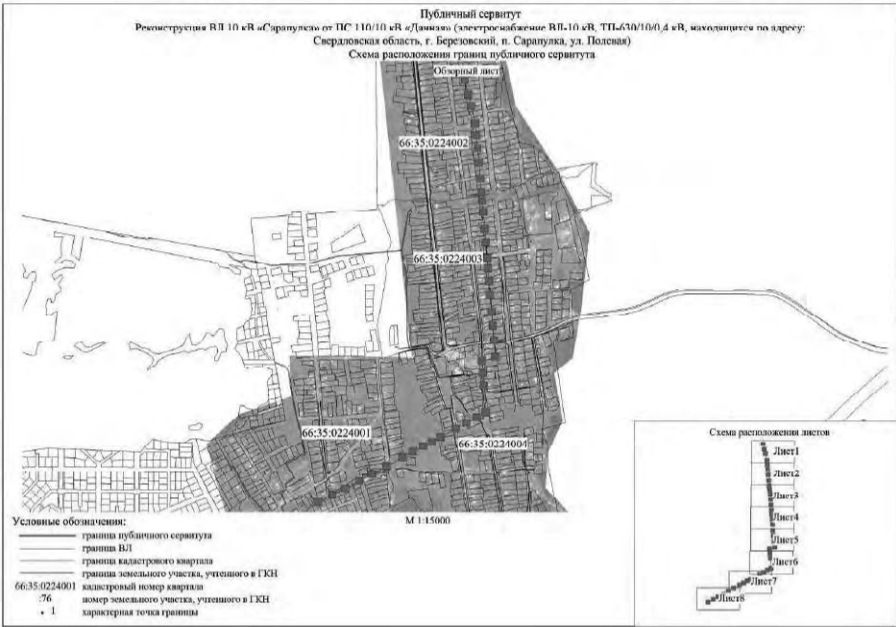 Публичный сервитут
Реконструкция ВЛ 10 кВ «Сарапулка» от ПС 110/10 кВ «Дачная» (электроснабжение ВЛ-10 кВ, ТП-630/10/0,4 кВ, находится по адресу:
Свердловская область, г. Березовский, п. Сарапулка, ул. Полевая)
Схема расположения границ публичного сервитута
Обзорный лист
66:35:0224002
66:35:0224003
66:35:0224001
66:35:0224004
М 1:15000
Условные обозначения:
граница публичного сервитута
граница ВЛ
граница кадастрового квартала
граница земельного участка, учтенного в ГКН
66:35:0224001 кадастровый номер квартала
:76 номер земельного участка, учтенного в ГКН
• 1 характерная точка границы
Схема расположения листов
Лист1
Лист2
Лист3
Лист4
Лист5
Лист6
Лист7
Лист8